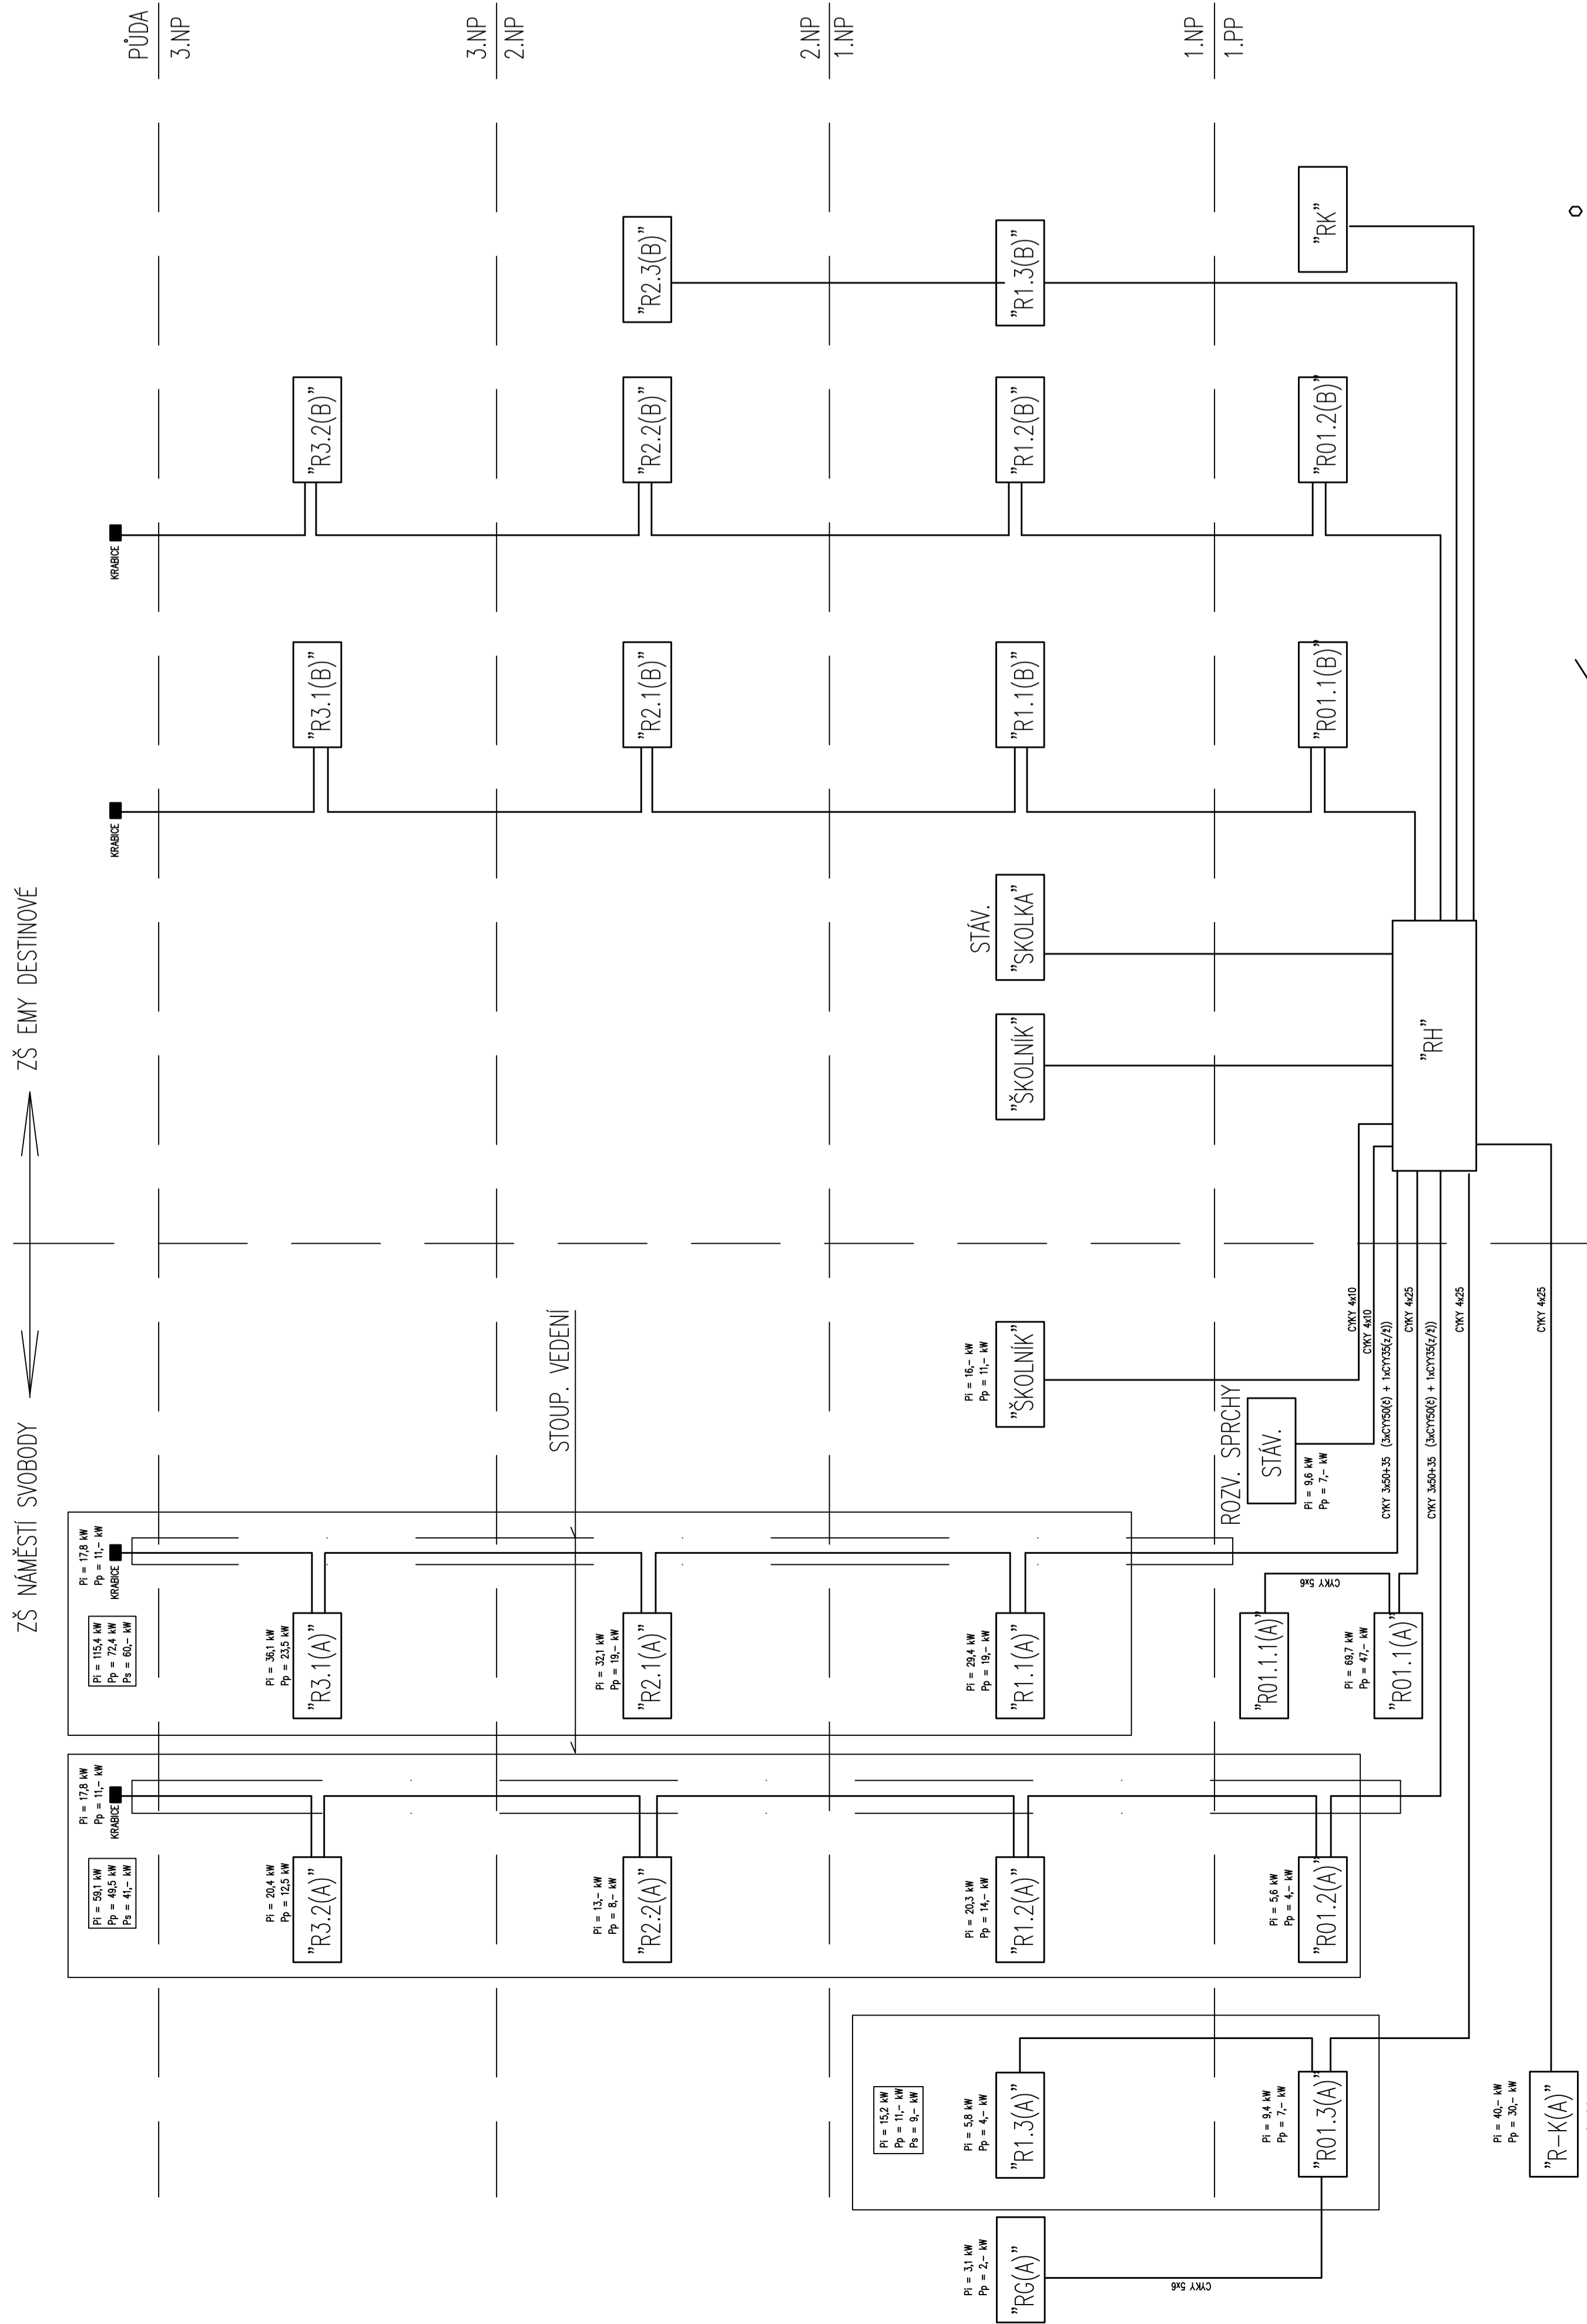 ZŠ NÁMĚSTÍ SVOBODY
ZŠ EMY DESTINOVÉ
PŮDA
3.NP
3.NP
2.NP
2.NP
1.NP
1.NP
1.PP
Pi = 17,8 kW
Pp = 11,- kW
KRABICE
Pi = 59,1 kW
Pp = 49,5 kW
Ps = 41,- kW
Pi = 17,8 kW
Pp = 11,- kW
KRABICE
Pi = 115,4 kW
Pp = 72,4 kW
Ps = 60,- kW
KRABICE
KRABICE
Pi = 20,4 kW
Pp = 12,5 kW
"R3.2(A)"
Pi = 36,1 kW
Pp = 23,5 kW
"R3.1(A)"
"R3.1(B)"
"R3.2(B)"
STOUP. VEDENÍ
Pi = 13,- kW
Pp = 8,- kW
"R2.2(A)"
Pi = 32,1 kW
Pp = 19,- kW
"R2.1(A)"
"R2.1(B)"
"R2.2(B)"
"R2.3(B)"
Pi = 15,2 kW
Pp = 11,- kW
Ps = 9,- kW
Pi = 3,1 kW
Pp = 2,- kW
"RG(A)"
Pi = 5,8 kW
Pp = 4,- kW
"R1.3(A)"
Pi = 20,3 kW
Pp = 14,- kW
"R1.2(A)"
Pi = 29,4 kW
Pp = 19,- kW
"R1.1(A)"
Pi = 16,- kW
Pp = 11,- kW
"ŠKOLNÍK"
"ŠKOLNÍK"
STÁV.
"SKOLKA"
"R1.1(B)"
"R1.2(B)"
"R1.3(B)"
CYKY 5x6
Pi = 9,4 kW
Pp = 7,- kW
"R01.3(A)"
Pi = 5,6 kW
Pp = 4,- kW
"R01.2(A)"
"R01.1.1(A)"
CYKY 5x6
Pi = 69,7 kW
Pp = 47,- kW
"R01.1(A)"
ROZV. SPRCHY
STÁV.
Pi = 9,6 kW
Pp = 7,- kW
"R01.1(B)"
"R01.2(B)"
"RK"
CYKY 4x10
CYKY 4x10
CYKY 3x50+35 (3xCYY50(č) + 1xCYY35(z/ž))
CYKY 4x25
CYKY 3x50+35 (3xCYY50(č) + 1xCYY35(z/ž))
CYKY 4x25
"RH"
Pi = 40,- kW
Pp = 30,- kW
"R-K(A)"
CYKY 4x25